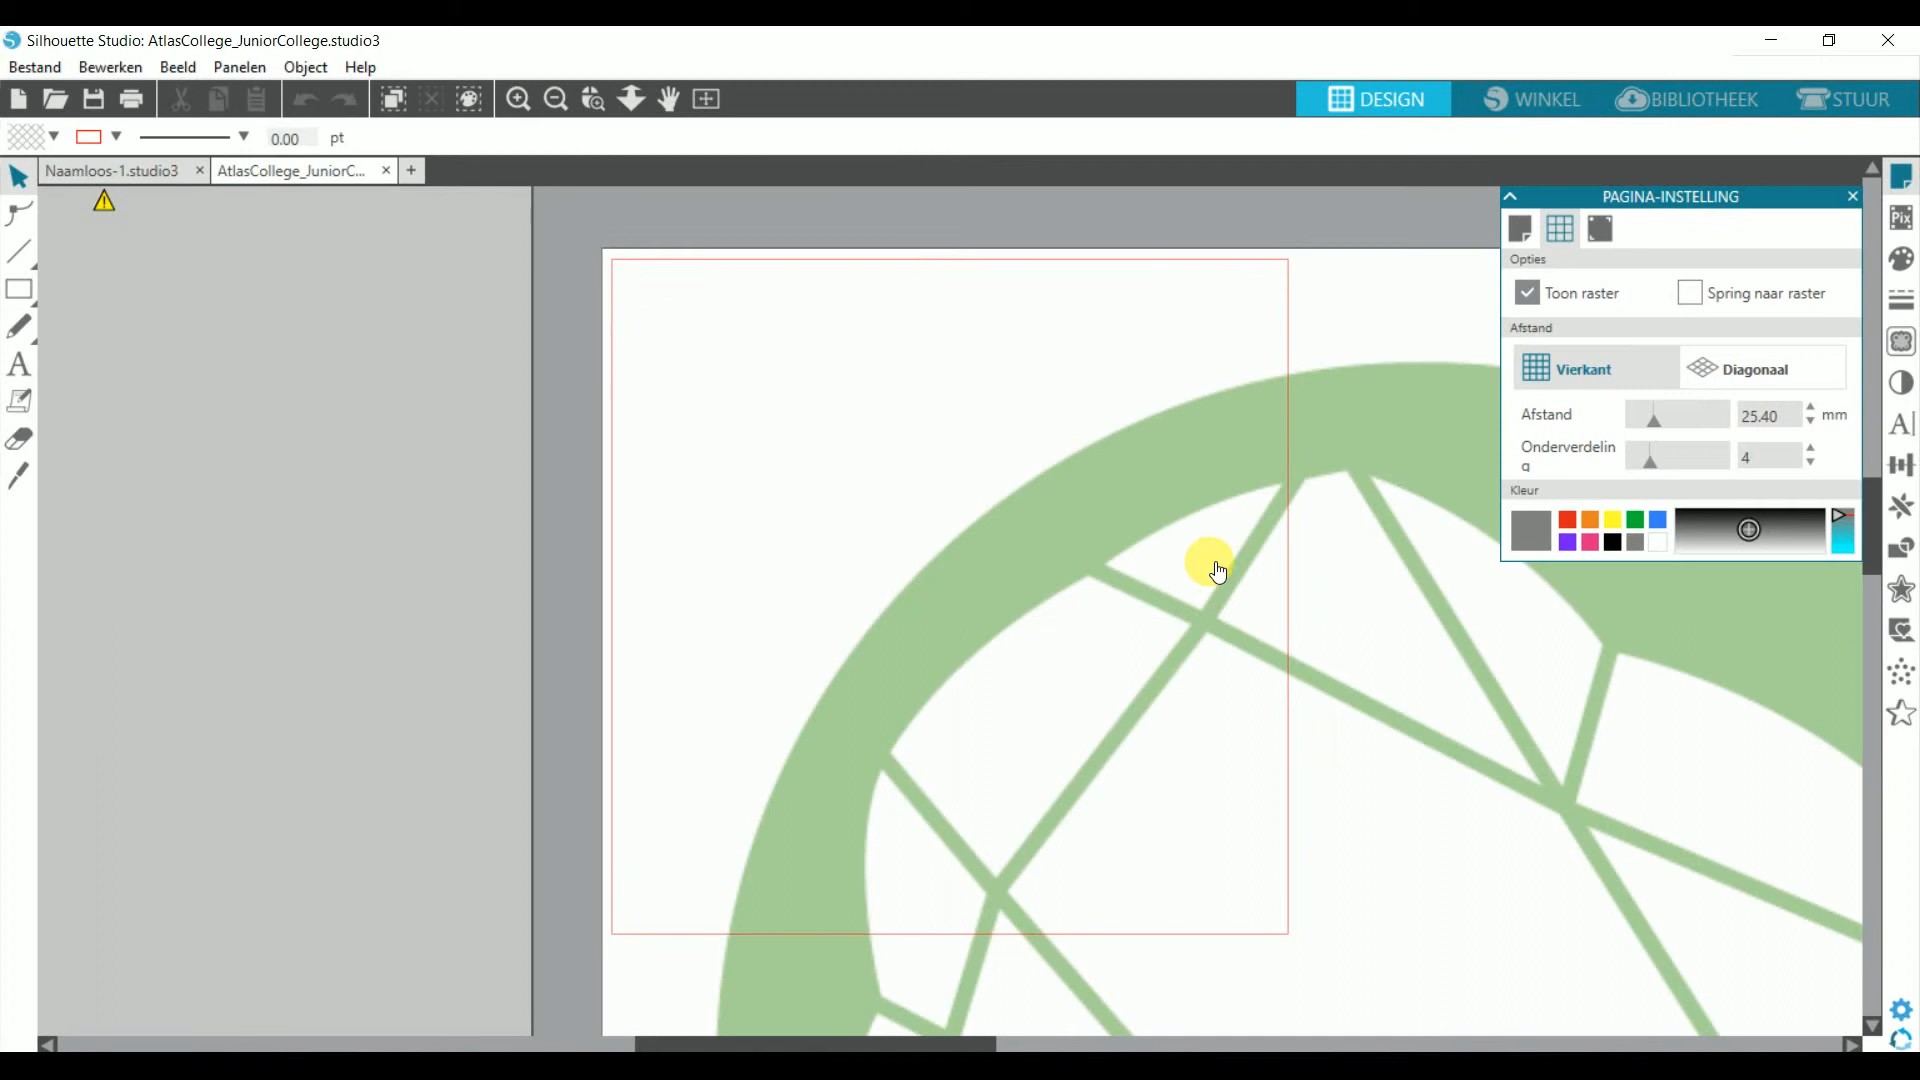 Silhouette Studio: AtlasCollege_JuniorCollege.studio3
Bestand Bewerken Beeld Panelen Object Help
DESIGN WINKEL BIBLIOTHEEK STUUR
0.00 pt
Naamloos-1.studio3 AtlasCollege_JuniorC...
PAGINA-INSTELLING
Pix
Opties
Toon raster Spring naar raster
Afstand
Vierkant Diagonaal
Afstand 25.40 mm
Onderverdelin
g 4
Kleur